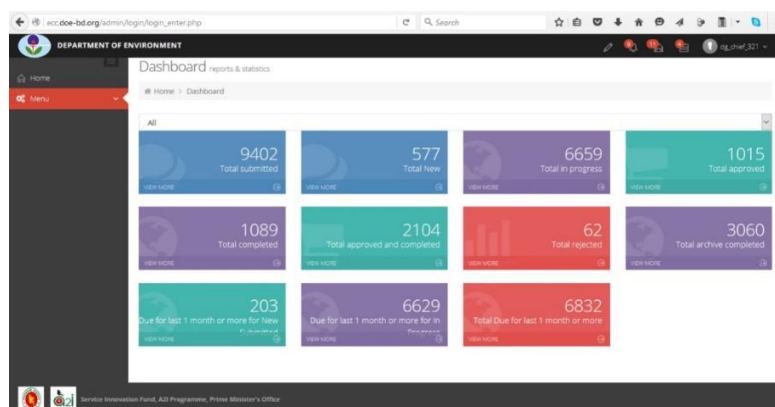 ecc.doe-bd.org/admin/login/login_enter.php
Search
DEPARTMENT OF ENVIRONMENT
dg_chief_321
Home
Menu
Dashboard reports & statistics
Home > Dashboard
All
9402
Total submitted
VIEW MORE
577
Total New
VIEW MORE
6659
Total in progress
VIEW MORE
1015
Total approved
VIEW MORE
1089
Total completed
VIEW MORE
2104
Total approved and completed
VIEW MORE
62
Total rejected
VIEW MORE
3060
Total archive completed
VIEW MORE
203
Due for last 1 month or more for New
Submitted
VIEW MORE
6629
Due for last 1 month or more for In
Progress
VIEW MORE
6832
Total Due for last 1 month or more
VIEW MORE
a2i
Service Innovation Fund, A2I Programme, Prime Minister's Office